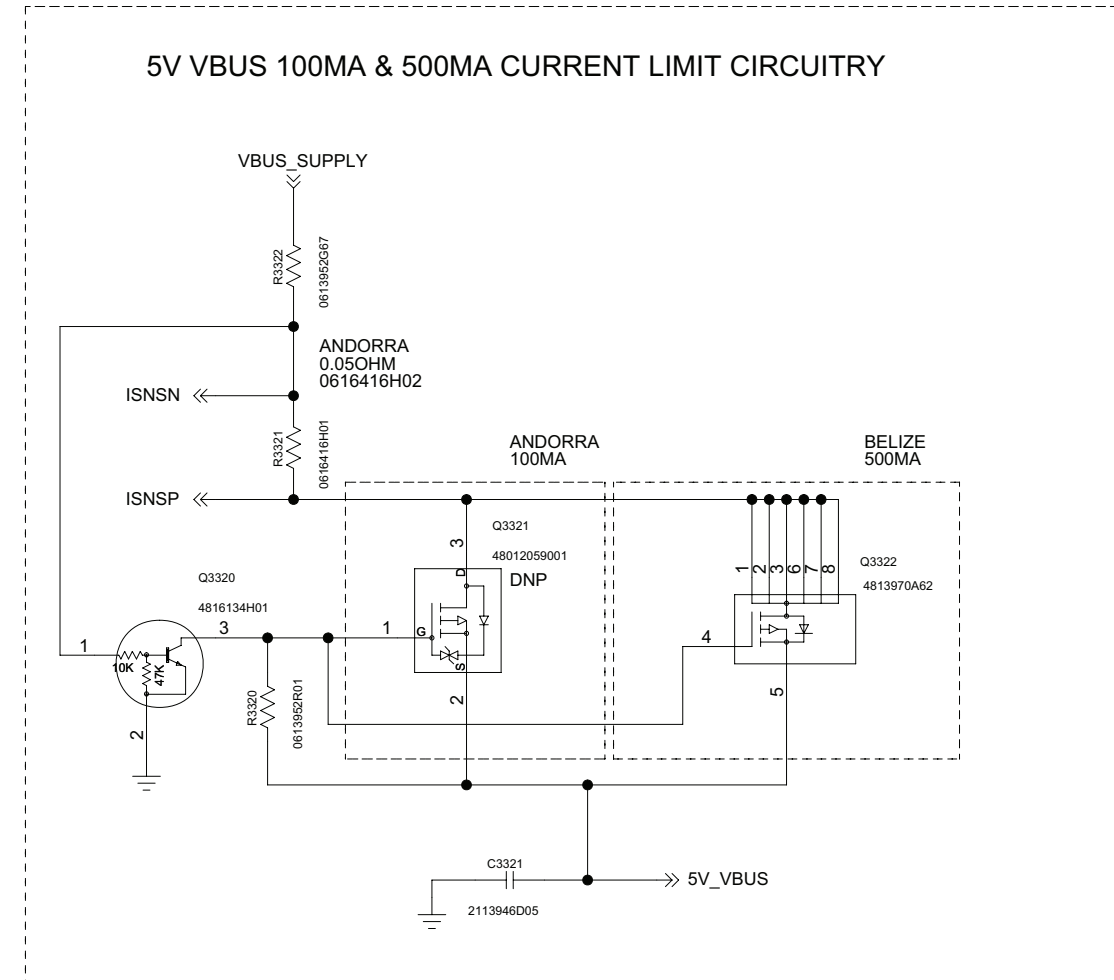 5V VBUS 100MA & 500MA CURRENT LIMIT CIRCUITRY
VBUS_SUPPLY
R3322
0613952G67
ANDORRA
0.05OHM
0616416H02
ISNSN
R3321
0616416H01
ISNSP
ANDORRA
100MA
BELIZE
500MA
Q3321
48012059001
DNP
3
D
G
S
1
2
Q3322
4813970A62
1
2
3
6
7
8
4
5
Q3320
4816134H01
3
1
10K
47K
2
R3320
0613952R01
C3321
2113946D05
5V_VBUS